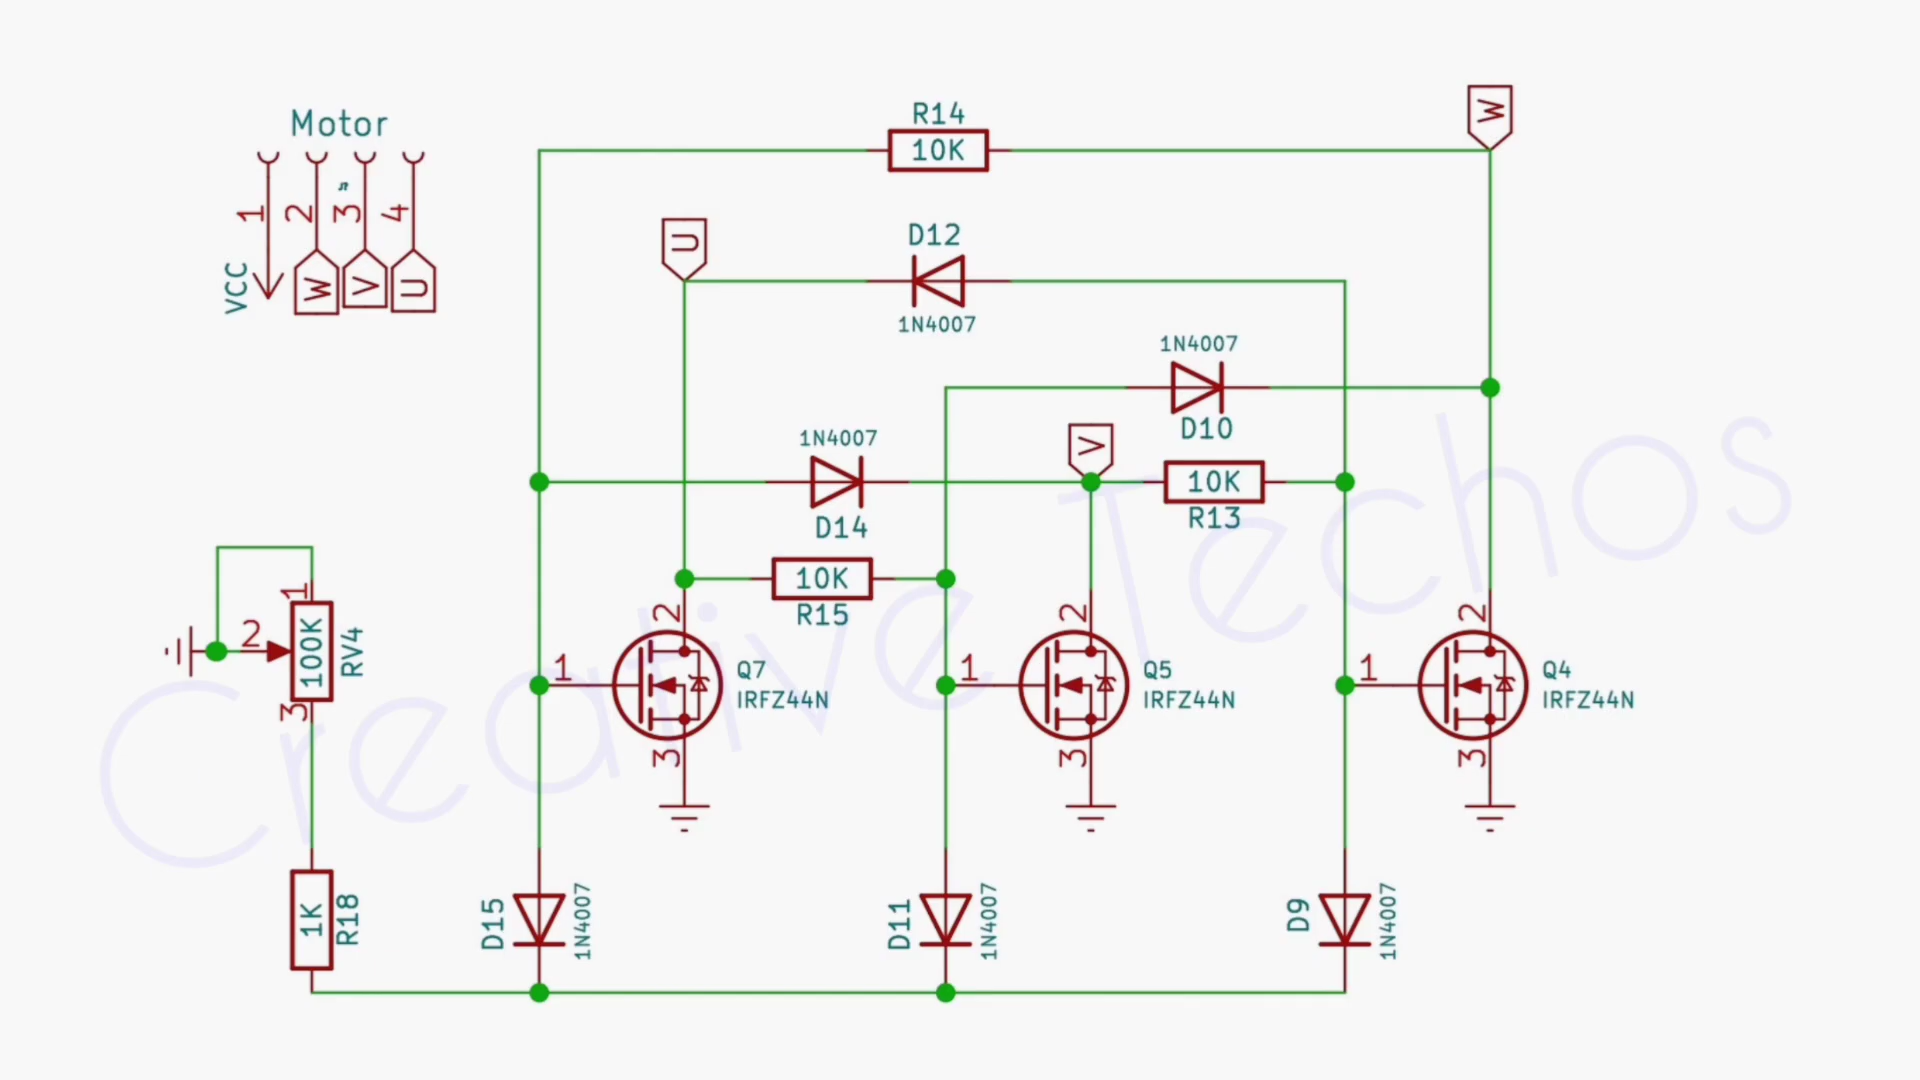 Motor
1
2
3
4
VCC
W
V
U
R14
10K
W
U
D12
1N4007
1N4007
D10
1N4007
D14
V
10K
R13
10K
R15
1
2
3
100K
RV4
1
2
3
Q7
IRFZ44N
1
2
3
Q5
IRFZ44N
1
2
3
Q4
IRFZ44N
1K
R18
D15
1N4007
D11
1N4007
D9
1N4007
Creative Techos